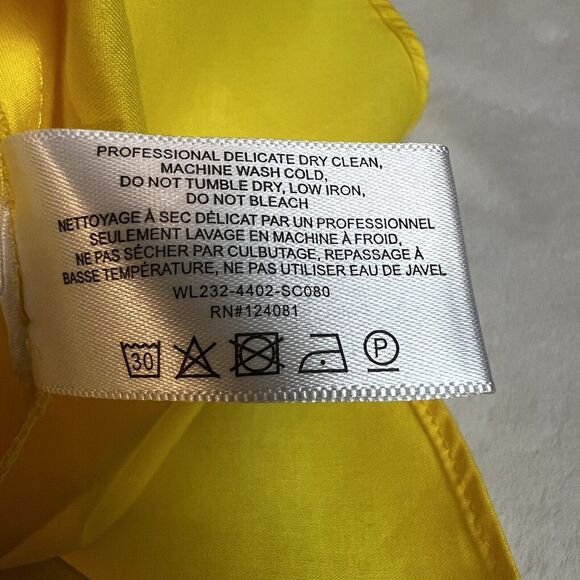 PROFESSIONAL DELICATE DRY CLEAN,
MACHINE WASH COLD,
DO NOT TUMBLE DRY, LOW IRON,
DO NOT BLEACH
NETTOYAGE À SEC DÉLICAT PAR UN PROFESSIONNEL
SEULEMENT LAVAGE EN MACHINE À FROID,
NE PAS SÉCHER PAR CULBUTAGE, REPASSAGE À
BASSE TEMPÉRATURE, NE PAS UTILISER EAU DE JAVEL
WL232-4402-SC080
RN#124081
30 P